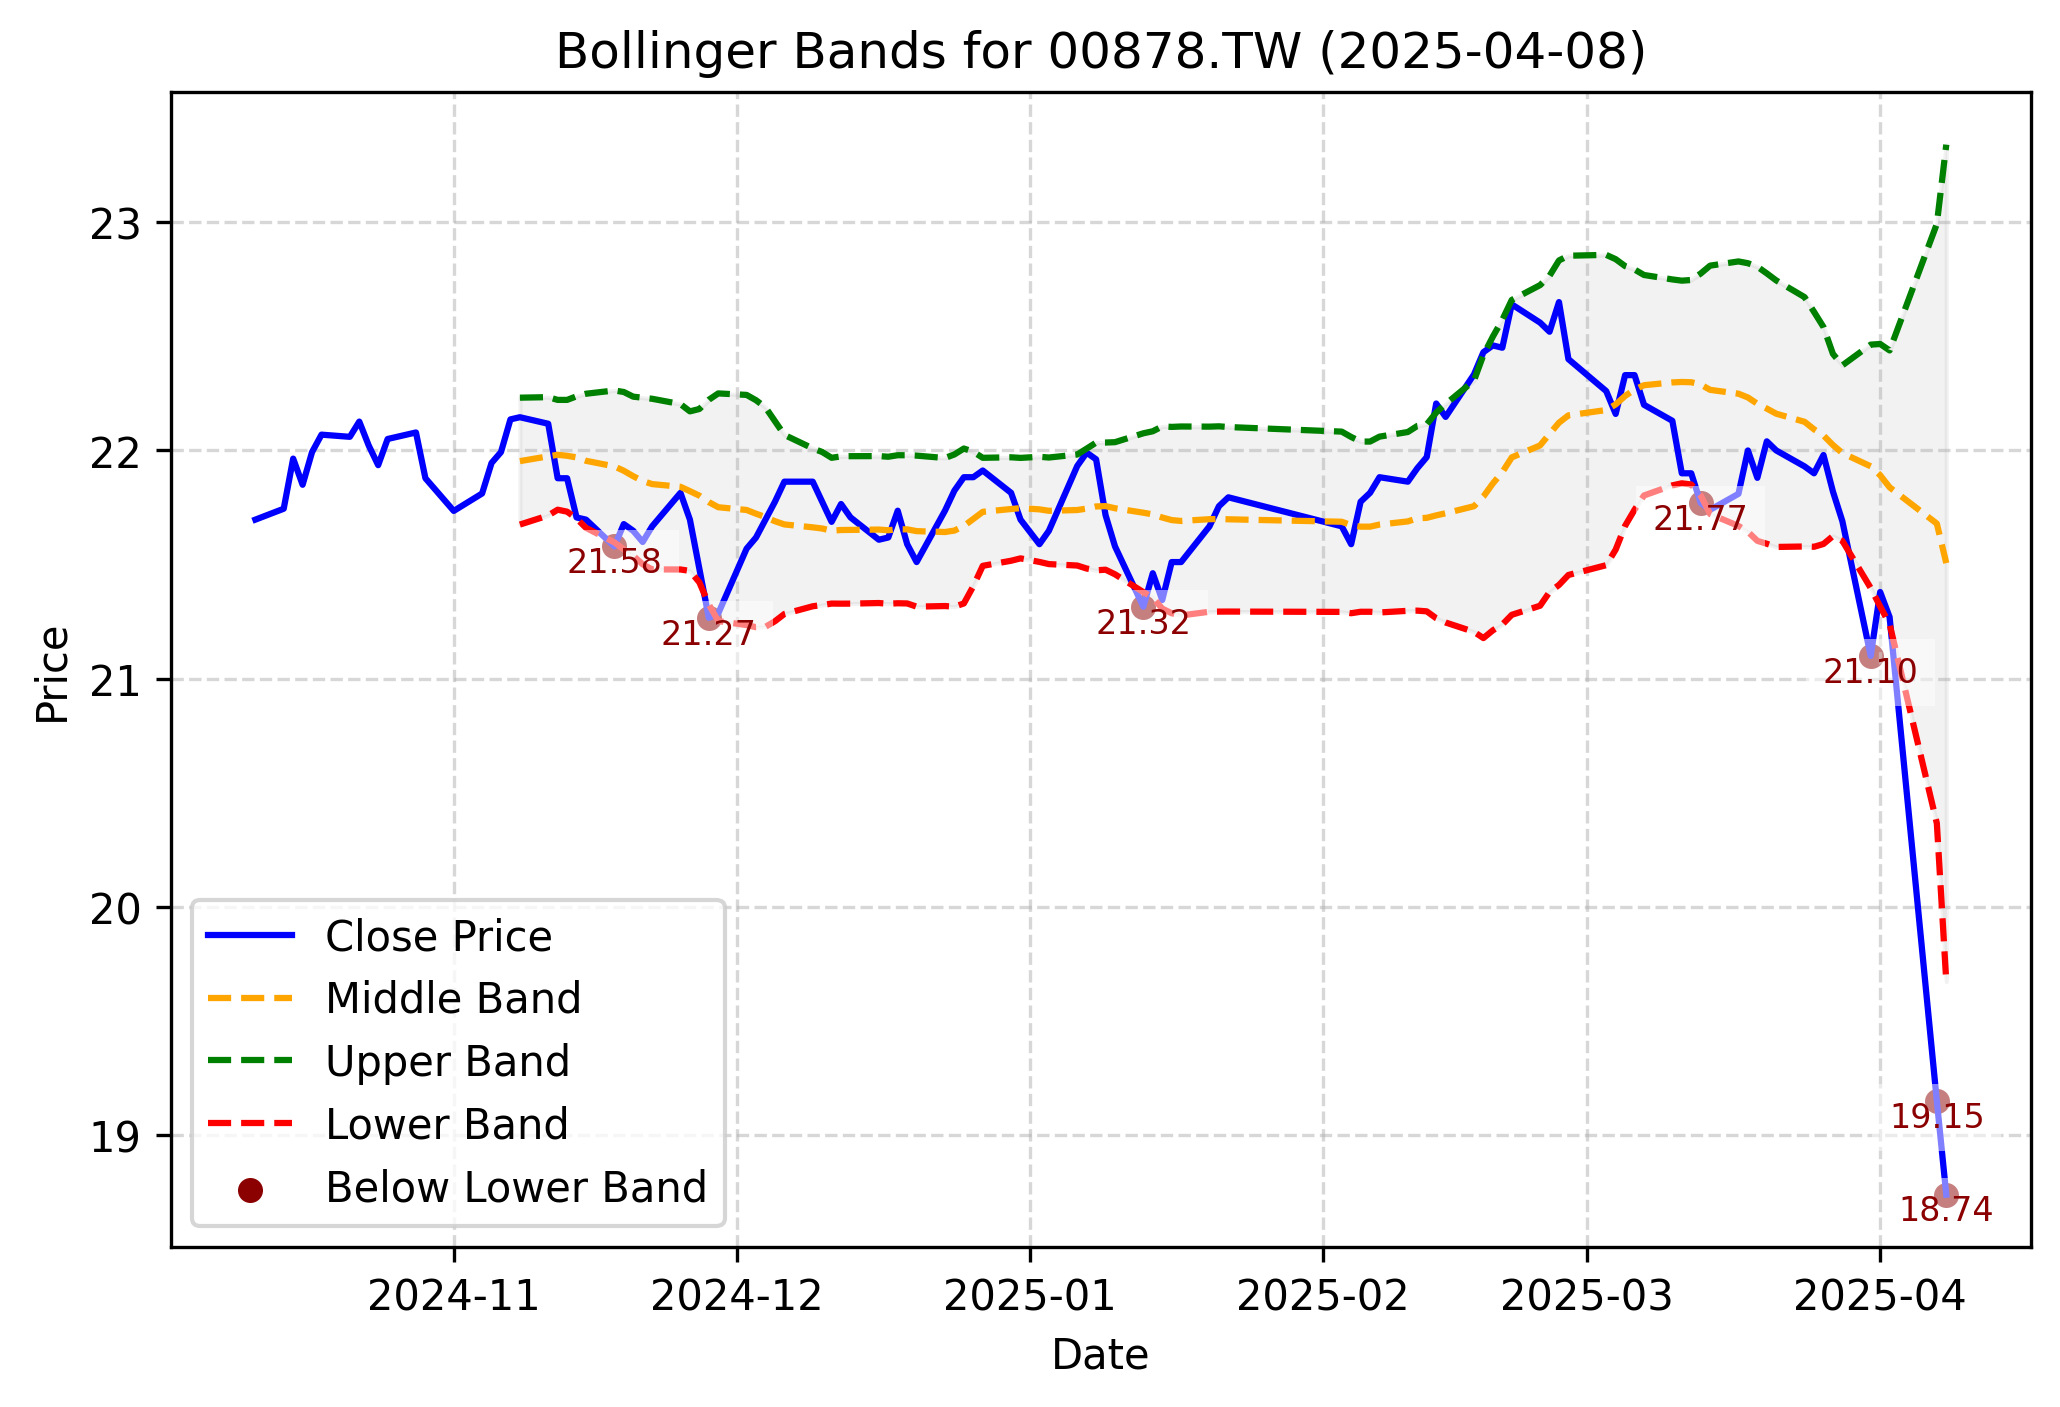 Bollinger Bands for 00878.TW (2025-04-08)
Price
23
22
21
20
19
21.58
21.27
21.32
21.77
21.10
19.15
18.74
Close Price
Middle Band
Upper Band
Lower Band
Below Lower Band
2024-11
2024-12
2025-01
2025-02
2025-03
2025-04
Date